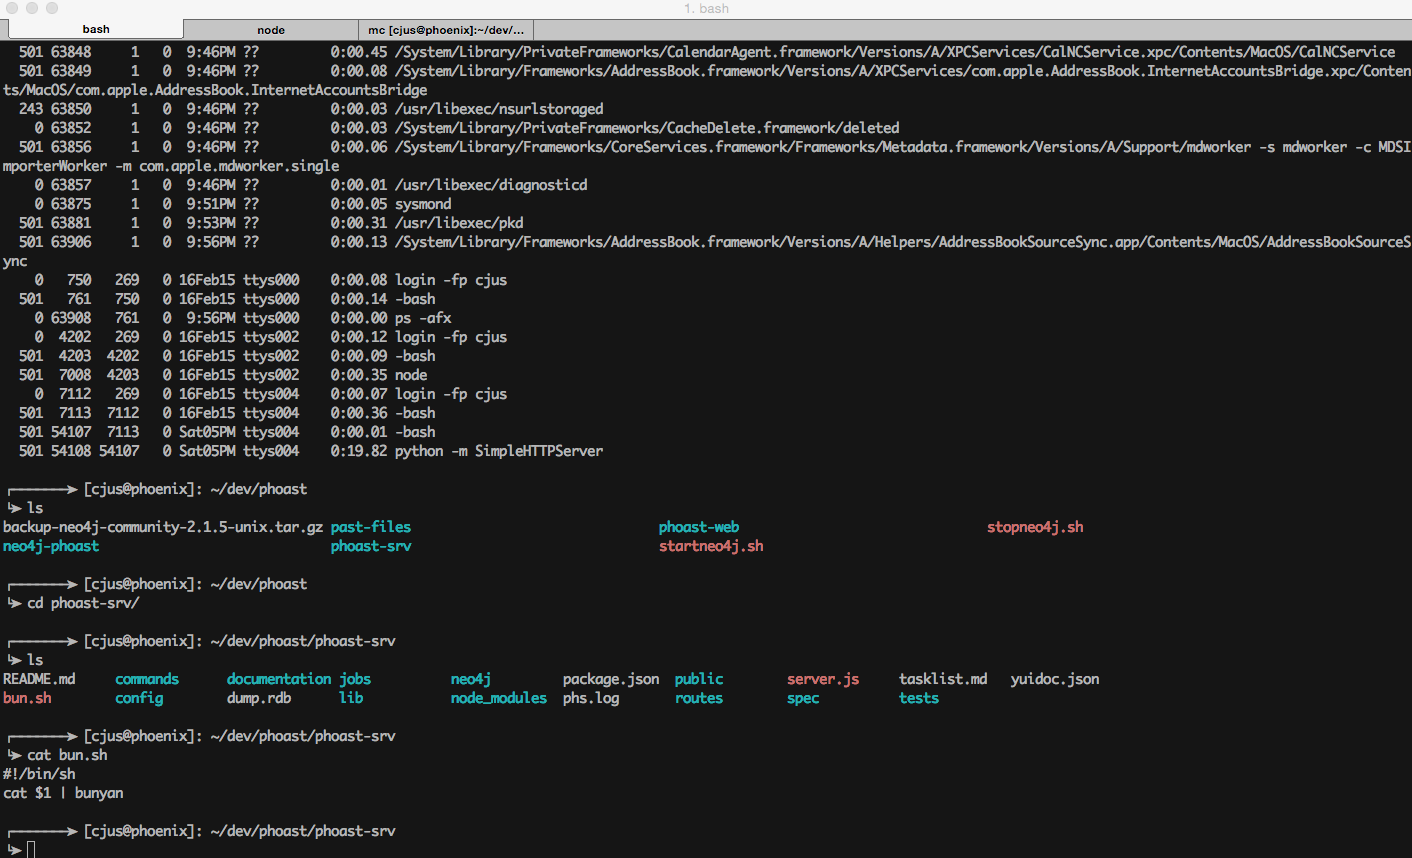 1. bash
bash node mc [cjus@phoenix]:~/dev/...
501 63848 1 0 9:46PM ?? 0:00.45 /System/Library/PrivateFrameworks/CalendarAgent.framework/Versions/A/XPCServices/CalNCService.xpc/Contents/MacOS/CalNCService
501 63849 1 0 9:46PM ?? 0:00.08 /System/Library/Frameworks/AddressBook.framework/Versions/A/XPCServices/com.apple.AddressBook.InternetAccountsBridge.xpc/Conten
ts/MacOS/com.apple.AddressBook.InternetAccountsBridge
243 63850 1 0 9:46PM ?? 0:00.03 /usr/libexec/nsurlstoraged
0 63852 1 0 9:46PM ?? 0:00.03 /System/Library/PrivateFrameworks/CacheDelete.framework/deleted
501 63856 1 0 9:46PM ?? 0:00.06 /System/Library/Frameworks/CoreServices.framework/Frameworks/Metadata.framework/Versions/A/Support/mdworker -s mdworker -c MDSI
mporterWorker -m com.apple.mdworker.single
0 63857 1 0 9:46PM ?? 0:00.01 /usr/libexec/diagnosticd
0 63875 1 0 9:51PM ?? 0:00.05 sysmond
501 63881 1 0 9:53PM ?? 0:00.31 /usr/libexec/pkd
501 63906 1 0 9:56PM ?? 0:00.13 /System/Library/Frameworks/AddressBook.framework/Versions/A/Helpers/AddressBookSourceSync.app/Contents/MacOS/AddressBookSourceS
ync
0 750 269 0 16Feb15 ttys000 0:00.08 login -fp cjus
501 761 750 0 16Feb15 ttys000 0:00.14 -bash
0 63908 761 0 9:56PM ttys000 0:00.00 ps -afx
0 4202 269 0 16Feb15 ttys002 0:00.12 login -fp cjus
501 4203 4202 0 16Feb15 ttys002 0:00.09 -bash
501 7008 4203 0 16Feb15 ttys002 0:00.35 node
0 7112 269 0 16Feb15 ttys004 0:00.07 login -fp cjus
501 7113 7112 0 16Feb15 ttys004 0:00.36 -bash
501 54107 7113 0 Sat05PM ttys004 0:00.01 -bash
501 54108 54107 0 Sat05PM ttys004 0:19.82 python -m SimpleHTTPServer
[cjus@phoenix]: ~/dev/phoast
ls
backup-neo4j-community-2.1.5-unix.tar.gz past-files phoast-web stopneo4j.sh
neo4j-phoast phoast-srv startneo4j.sh
[cjus@phoenix]: ~/dev/phoast
cd phoast-srv/
[cjus@phoenix]: ~/dev/phoast/phoast-srv
ls
README.md commands documentation jobs neo4j package.json public server.js tasklist.md yuidoc.json
bun.sh config dump.rdb lib node_modules phs.log routes spec tests
[cjus@phoenix]: ~/dev/phoast/phoast-srv
cat bun.sh
#!/bin/sh
cat $1 | bunyan
[cjus@phoenix]: ~/dev/phoast/phoast-srv